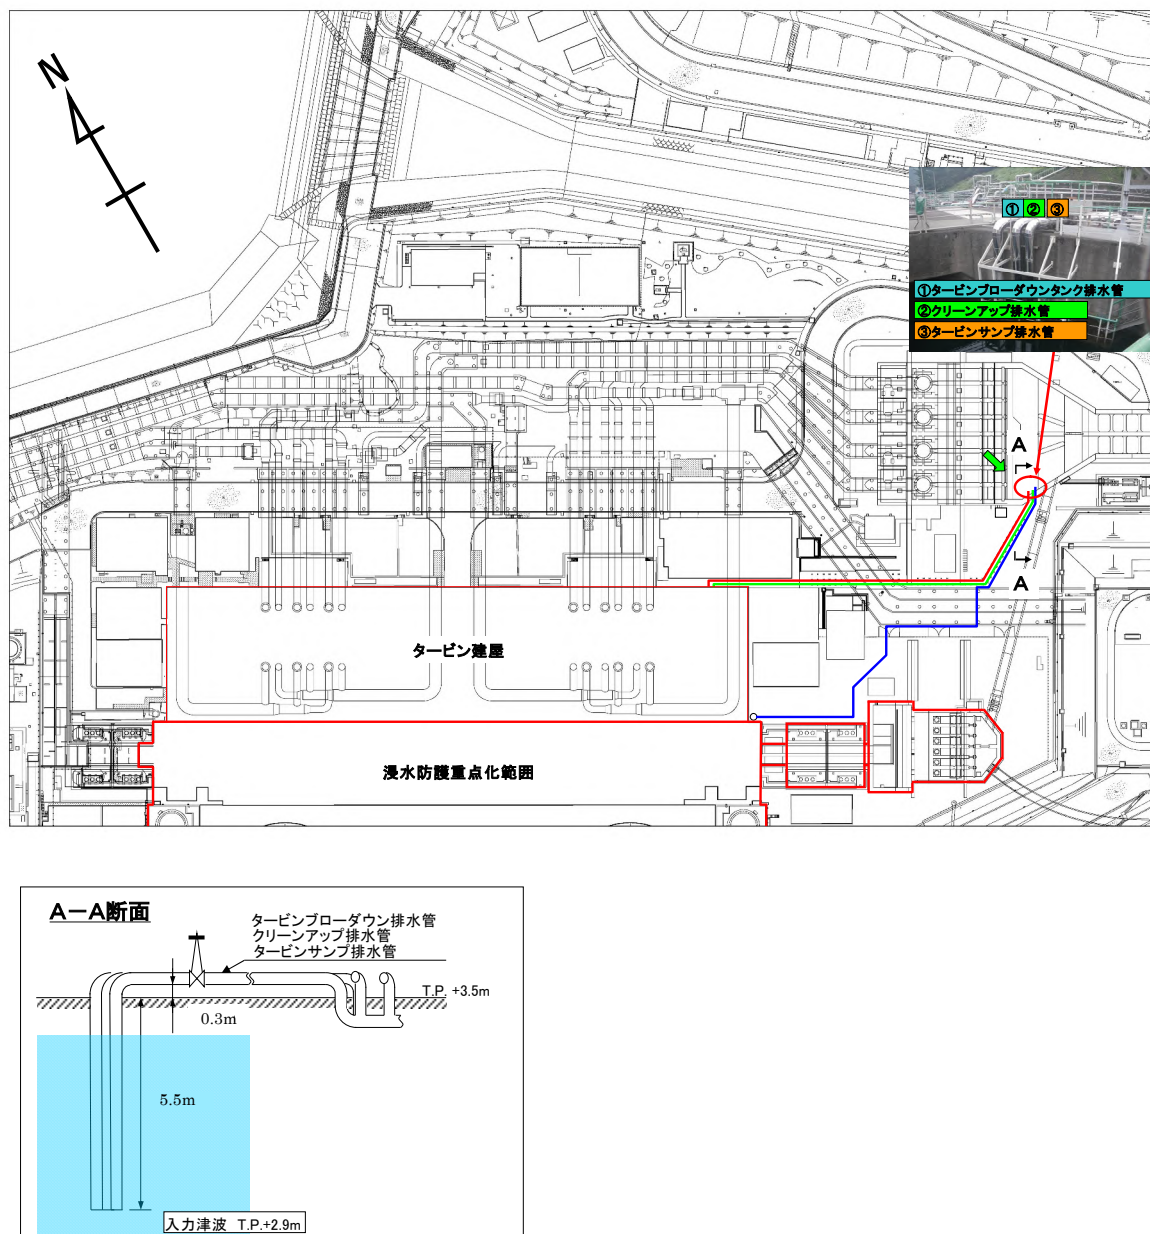 N
① ② ③
①タービンブローダウンタンク排水管
②クリーンアップ排水管
③タービンサンプ排水管
A
A
タービン建屋
浸水防護重点化範囲
A－A断面
タービンブローダウン排水管
クリーンアップ排水管
タービンサンプ排水管
T.P. +3.5m
0.3m
5.5m
入力津波 T.P.+2.9m